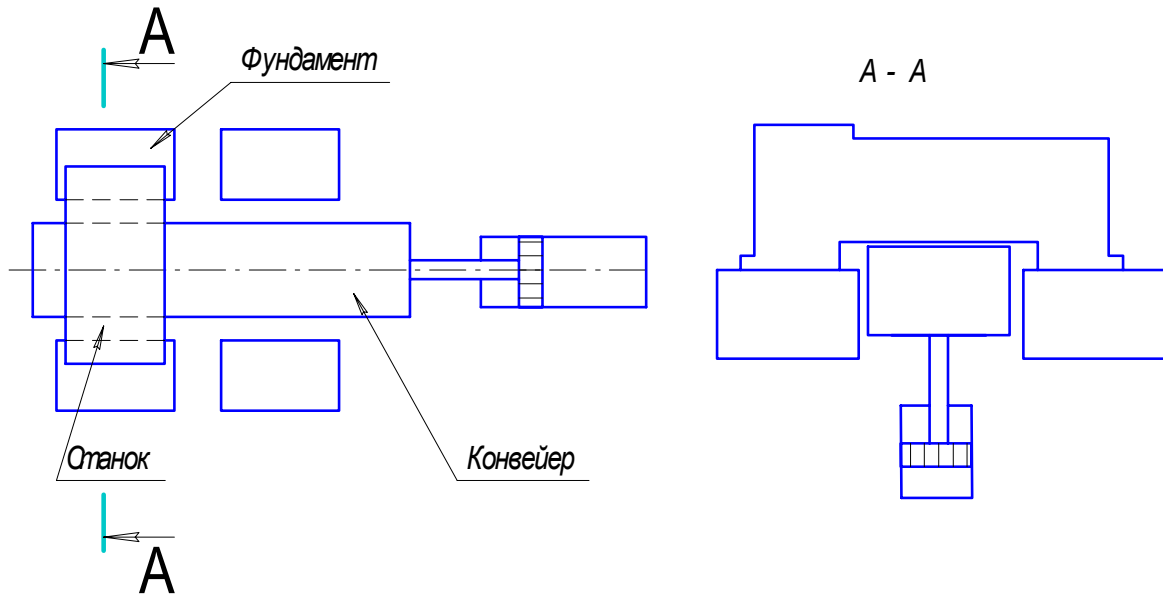 А
Фундамент
А - А
Станок
Конвейер
А